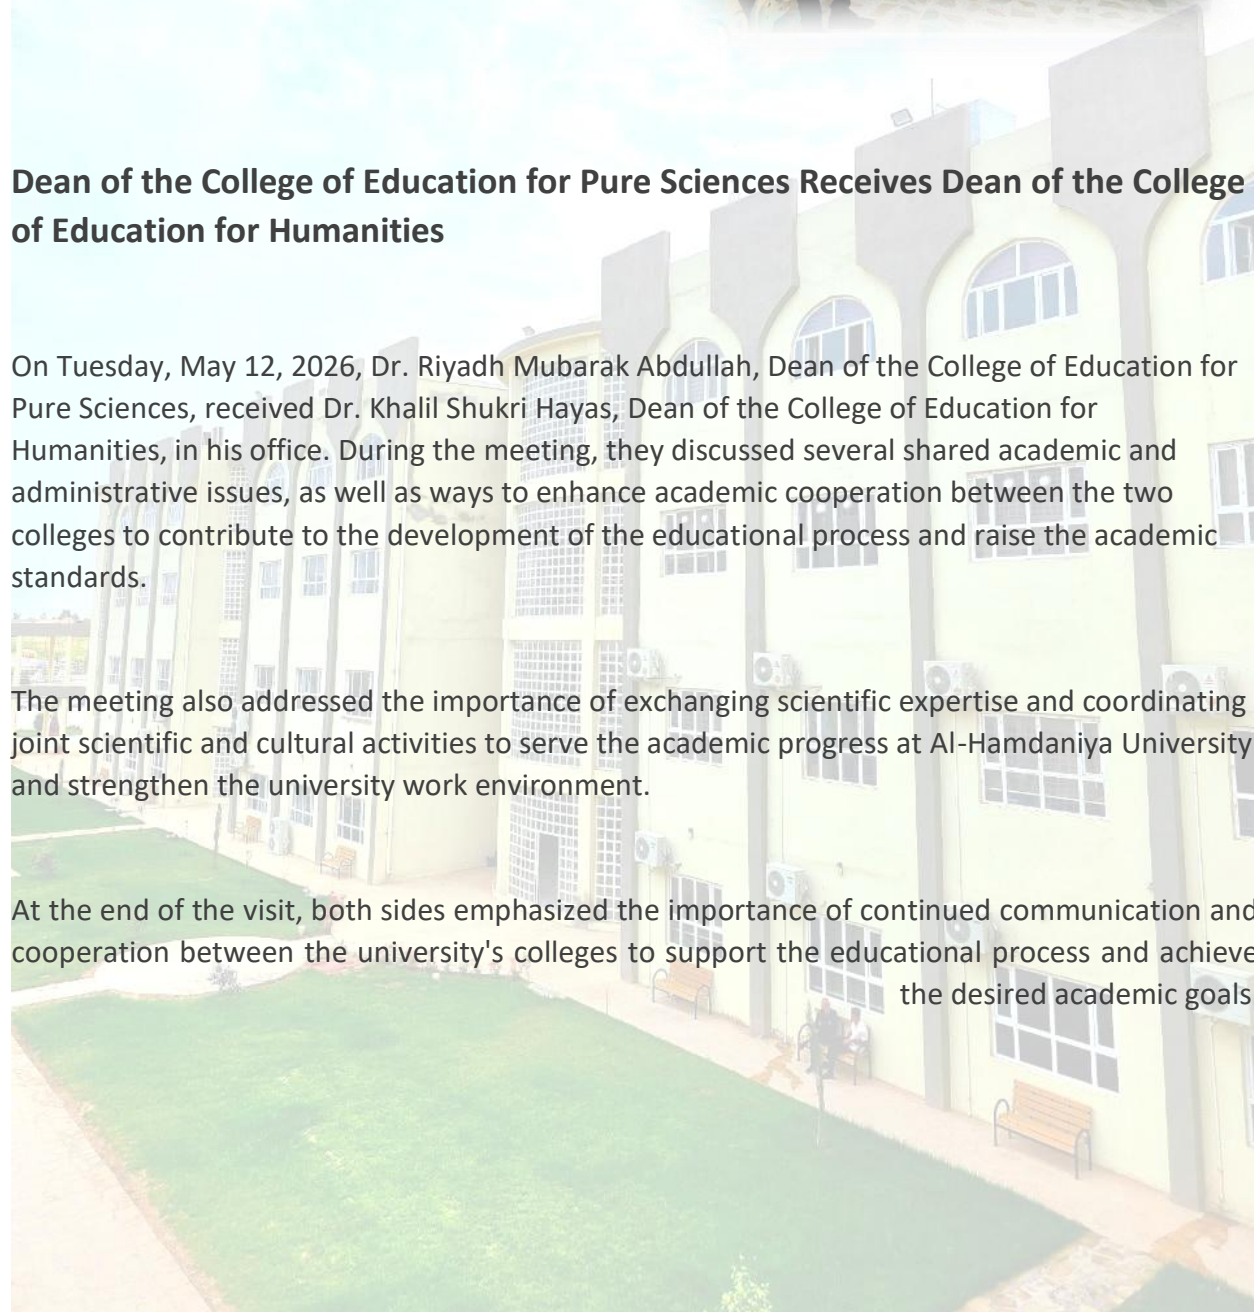 Dean of the College of Education for Pure Sciences Receives Dean of the College
of Education for Humanities
On Tuesday, May 12, 2026, Dr. Riyadh Mubarak Abdullah, Dean of the College of Education for
Pure Sciences, received Dr. Khalil Shukri Hayas, Dean of the College of Education for
Humanities, in his office. During the meeting, they discussed several shared academic and
administrative issues, as well as ways to enhance academic cooperation between the two
colleges to contribute to the development of the educational process and raise the academic
standards.
The meeting also addressed the importance of exchanging scientific expertise and coordinating
joint scientific and cultural activities to serve the academic progress at Al-Hamdaniya University
and strengthen the university work environment.
At the end of the visit, both sides emphasized the importance of continued communication and
cooperation between the university's colleges to support the educational process and achieve
the desired academic goals